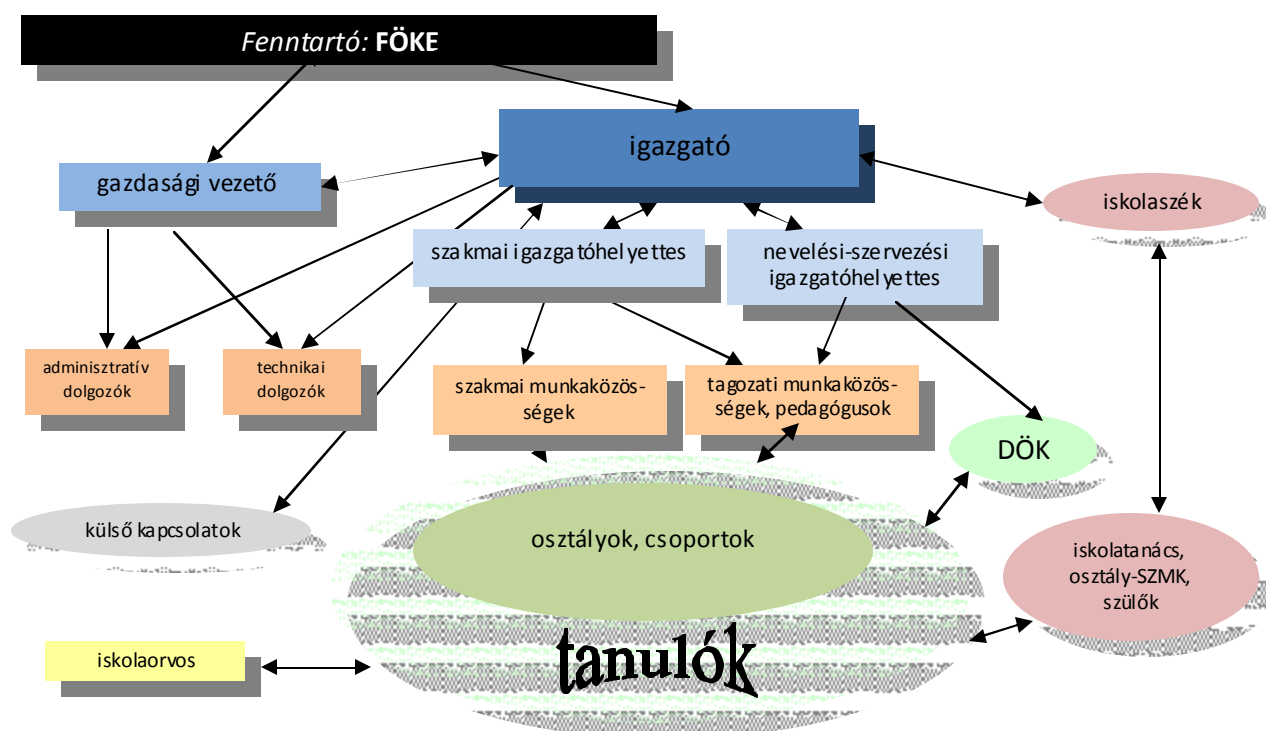 Fenntartó: FÖKE
igazgató
gazdasági vezető
iskolaszék
szakmai igazgatóhelyettes
nevelési-szervezési
igazgatóhelyettes
adminisztratív
dolgozók
technikai
dolgozók
szakmai munkaközös-
ségek
tagozati munkaközös-
ségek, pedagógusok
DÖK
külső kapcsolatok
osztályok, csoportok
iskolatanács,
osztály-SZMK,
szülők
iskolaorvos
tanulók